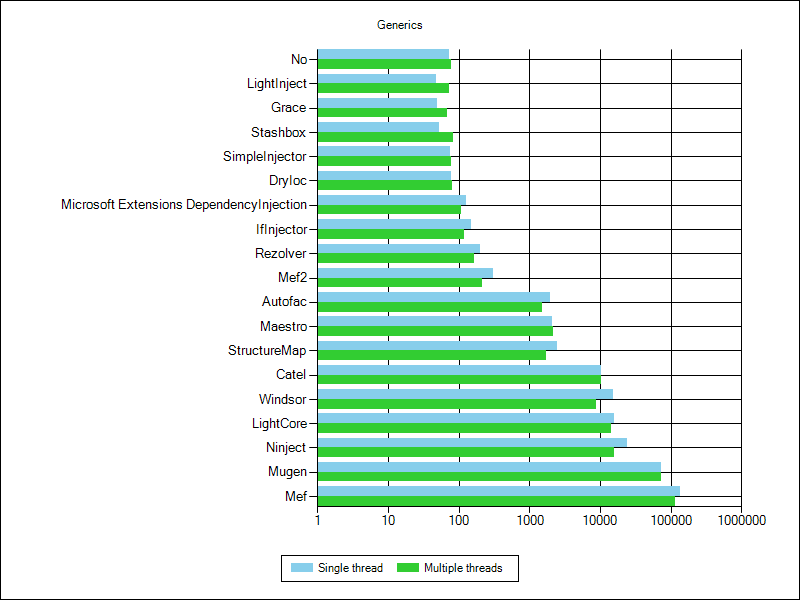 Generics
No
LightInject
Grace
Stashbox
SimpleInjector
DryIoc
Microsoft Extensions DependencyInjection
IfInjector
Rezolver
Mef2
Autofac
Maestro
StructureMap
Catel
Windsor
LightCore
Ninject
Mugen
Mef
1 10 100 1000 10000 100000 1000000
Single thread Multiple threads